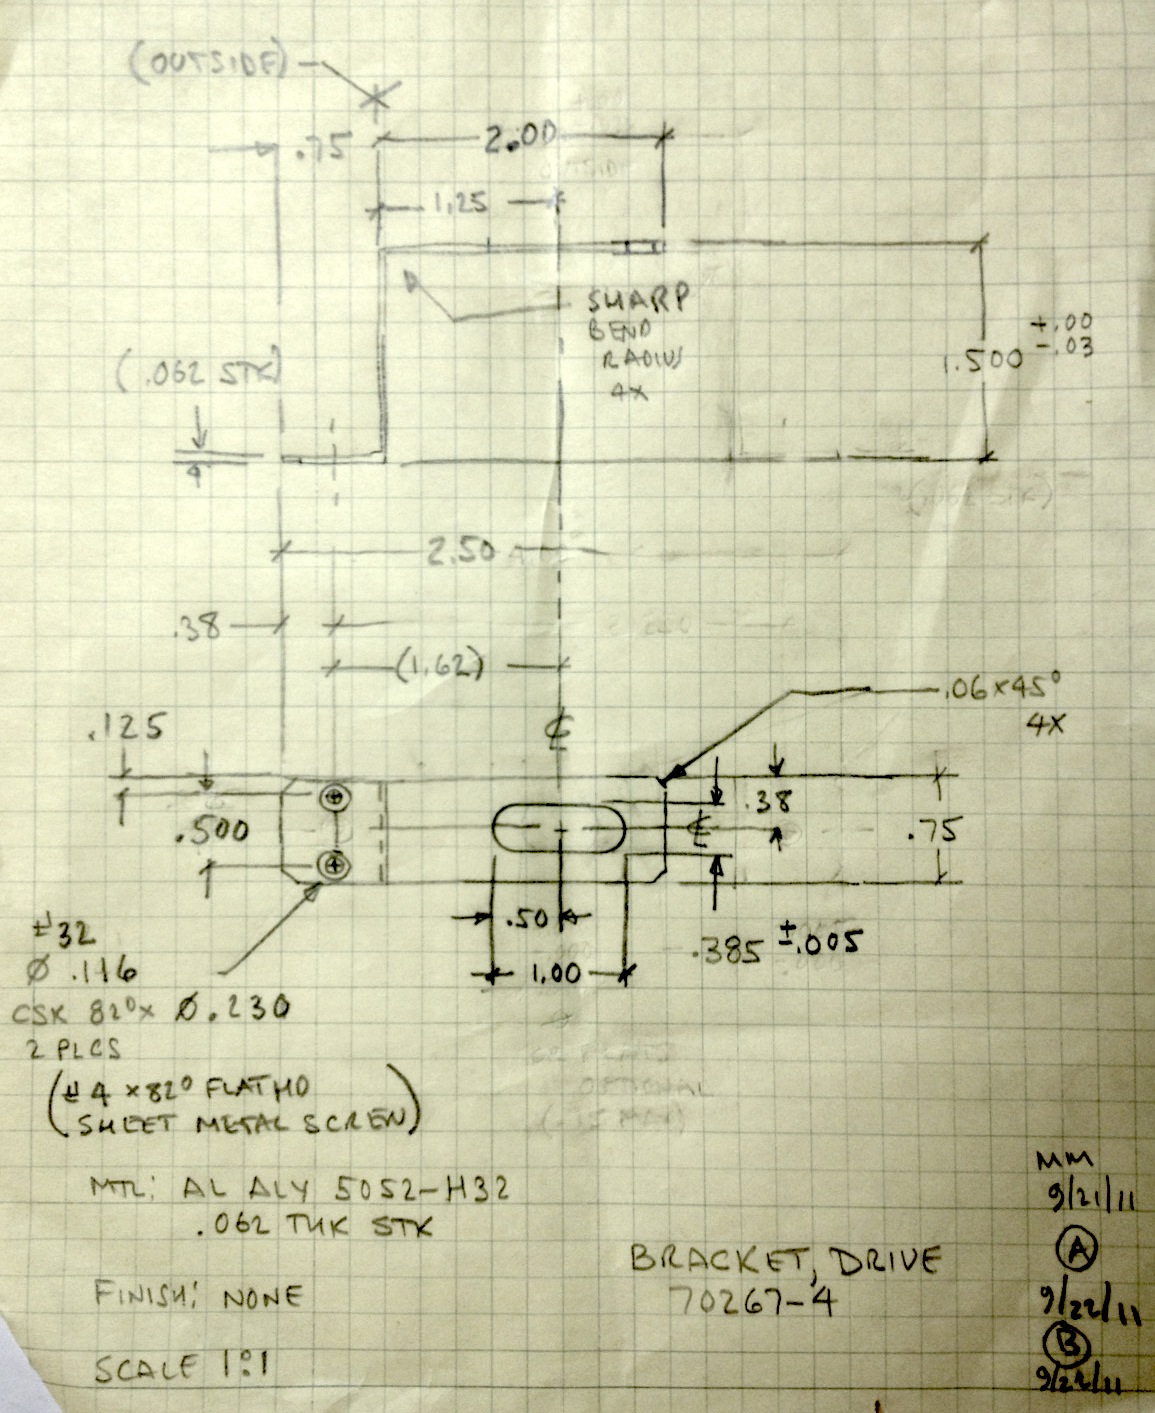 (OUTSIDE)
.75
2.00
1.25
SHARP
BEND
RADIUS
4X
+.00
-.03
1.500
(.062 STK)
2.50
.38
(1.62)
.06 X 45°
4X
.125
℄
.38
.500
℄
.75
.50
.385 ±.005
1.00
#32
Ø .116
CSK 82° X Ø.230
2 PLCS
(#4 X 82° FLAT HD
SHEET METAL SCREW)
OPTIONAL
MTL: AL ALY 5052-H32
.062 THK STK
FINISH: NONE
SCALE 1:1
BRACKET, DRIVE
70267-4
MM
9/21/11
A
9/22/11
B
9/22/11